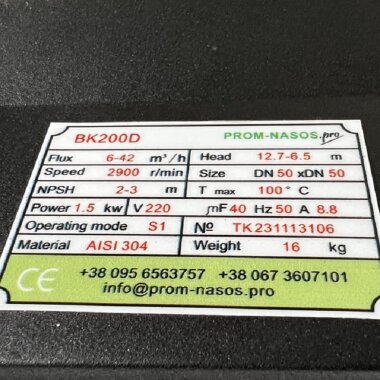 BK200D PROM-NASOS.pro
Flux 6-42 m³/h Head 12.7-6.5 m
Speed 2900 r/min Size DN 50 xDN 50
NPSH 2-3 m T max 100° C
Power 1.5 kw V 220 mF 40 Hz 50 A 8.8
Operating mode S1 № TK231113106
Material AISI 304 Weight 16 kg
CE +38 095 6563757 +38 067 3607101
info@prom-nasos.pro